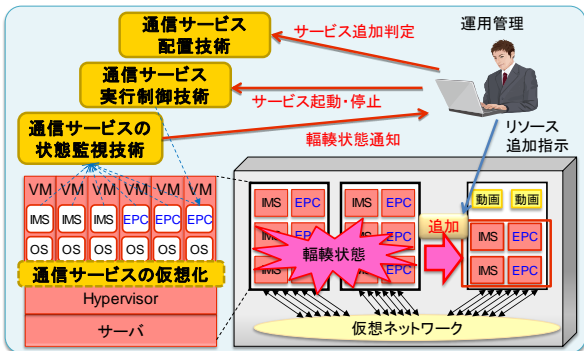 通信サービス
配置技術
サービス追加判定
運用管理
通信サービス
実行制御技術
サービス起動・停止
通信サービスの
状態監視技術
輻輳状態通知
リソース
追加指示
VM VM VM VM VM VM
IMS IMS IMS EPC EPC EPC
OS OS OS OS OS OS
通信サービスの仮想化
Hypervisor
サーバ
IMS EPC IMS EPC 動画 動画
追加
IMS EPC
IMS EPC
輻輳状態
IMS EPC
仮想ネットワーク